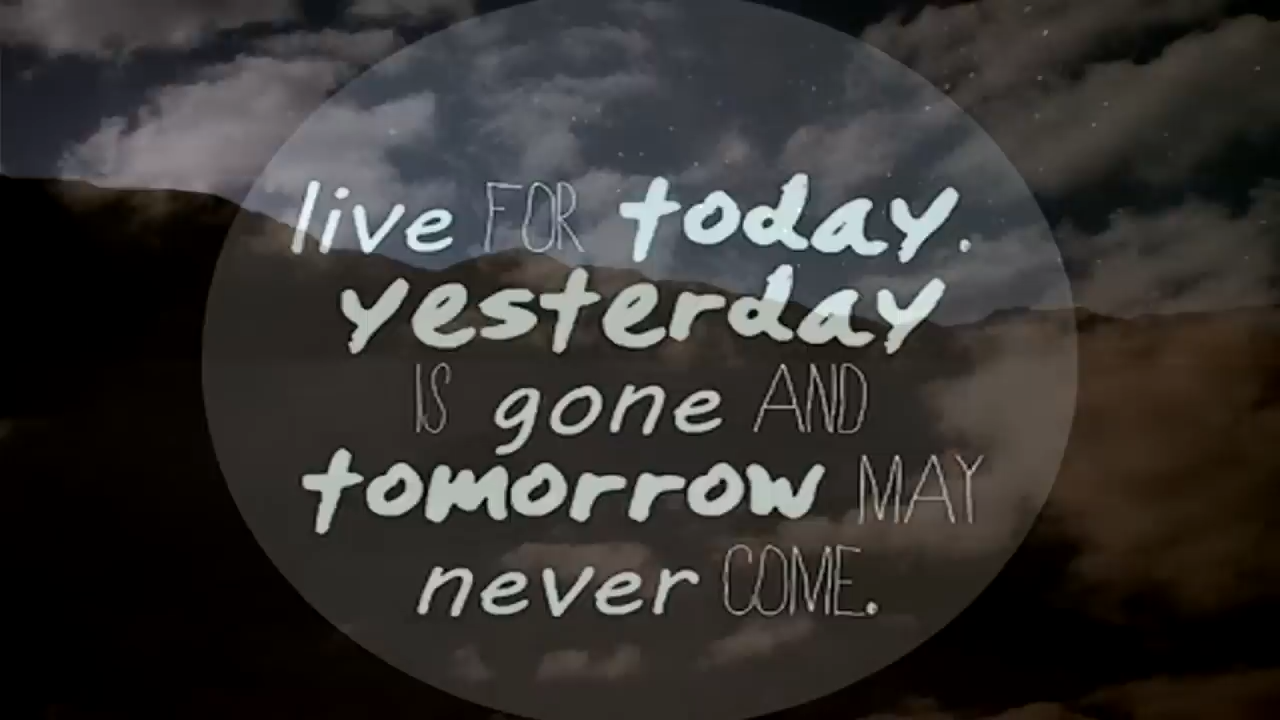 live FOR today.
yesterday
IS gone AND
tomorrow MAY
never COME.